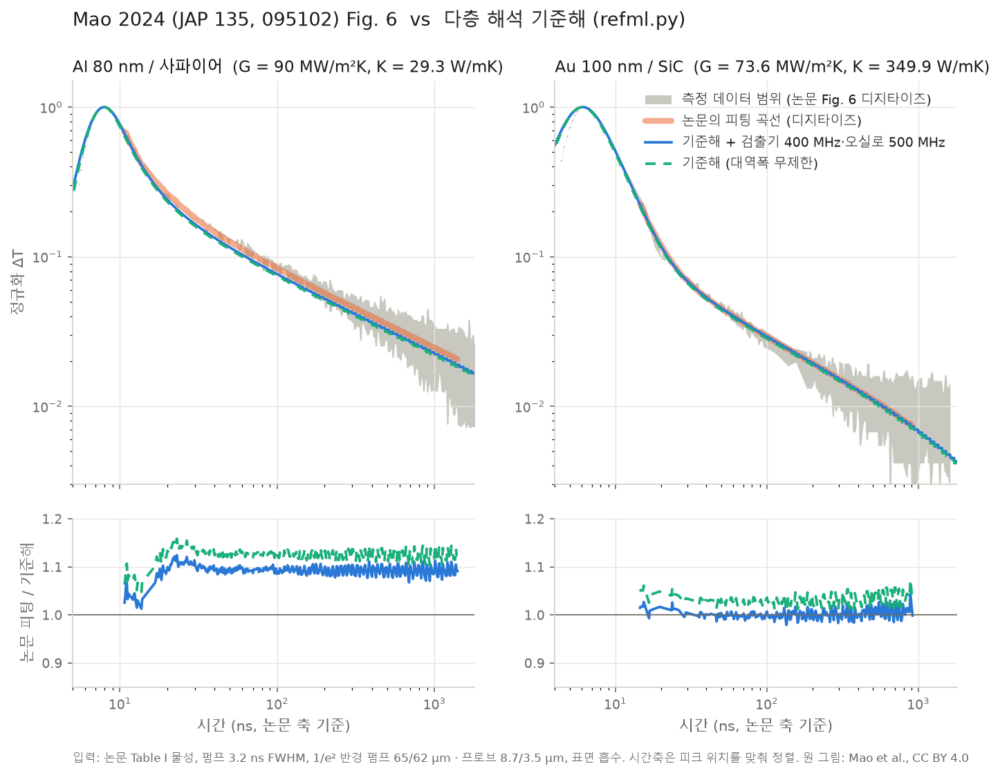 Mao 2024 (JAP 135, 095102) Fig. 6  vs  다층 해석 기준해 (refml.py)
Al 80 nm / 사파이어  (G = 90 MW/m²K, K = 29.3 W/mK)
Au 100 nm / SiC  (G = 73.6 MW/m²K, K = 349.9 W/mK)
측정 데이터 범위 (논문 Fig. 6 디지타이즈)
논문의 피팅 곡선 (디지타이즈)
기준해 + 검출기 400 MHz·오실로 500 MHz
기준해 (대역폭 무제한)
정규화 ΔT
10⁰
10⁻¹
10⁻²
10⁰
10⁻¹
10⁻²
논문 피팅 / 기준해
1.2
1.1
1.0
0.9
1.2
1.1
1.0
0.9
10¹ 10² 10³
10¹ 10² 10³
시간 (ns, 논문 축 기준)
시간 (ns, 논문 축 기준)
입력: 논문 Table I 물성, 펌프 3.2 ns FWHM, 1/e² 반경 펌프 65/62 µm · 프로브 8.7/3.5 µm, 표면 흡수. 시간축은 피크 위치를 맞춰 정렬. 원 그림: Mao et al., CC BY 4.0